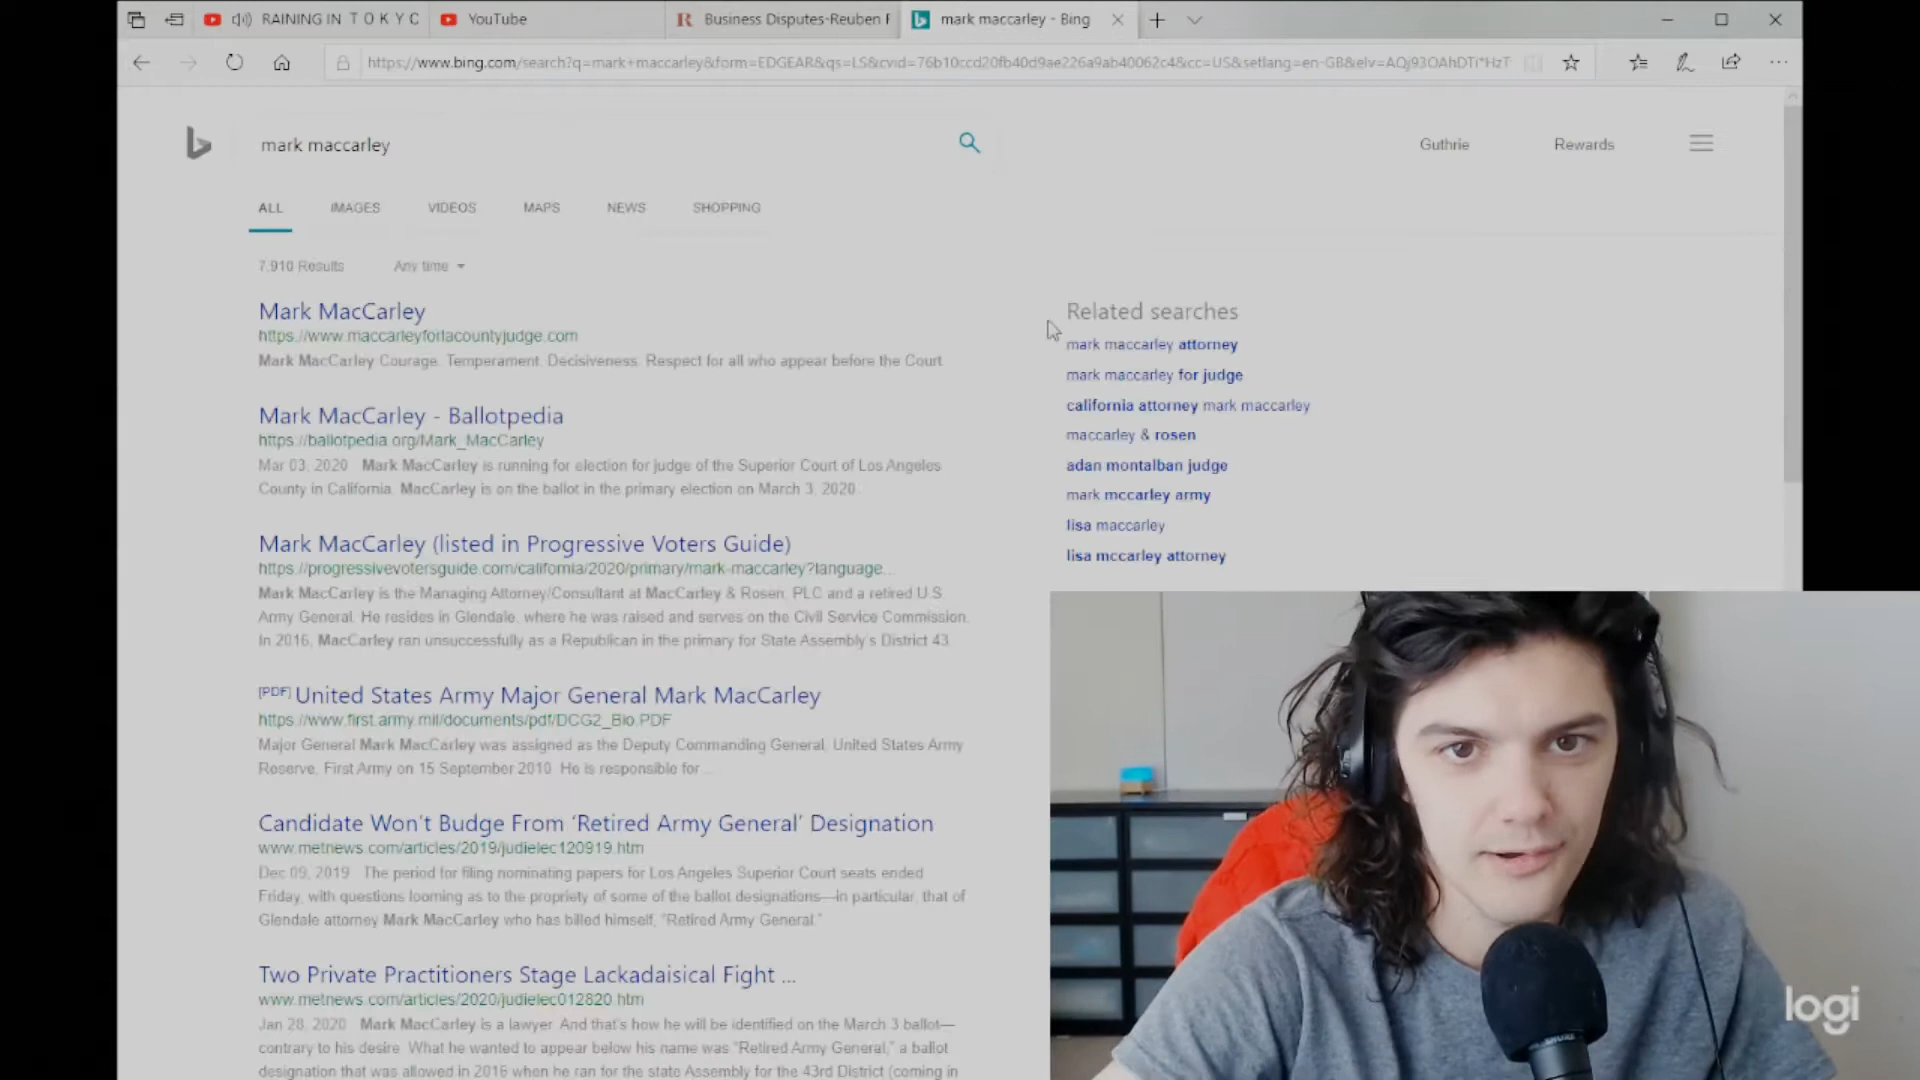 RAINING IN T O K Y C
YouTube
Business Disputes-Reuben F
mark maccarley - Bing
https://www.bing.com/search?q=mark+maccarley&form=EDGEAR&qs=LS&cvid=76b10ccd20fb40d9ae226a9ab40062c4&cc=US&setlang=en-GB&elv=AQj93OAhDTi*HzT
mark maccarley
Guthrie
Rewards
ALL
IMAGES
VIDEOS
MAPS
NEWS
SHOPPING
7,910 Results
Any time
Mark MacCarley
https://www.maccarleyforlacountyjudge.com
Mark MacCarley Courage. Temperament. Decisiveness. Respect for all who appear before the Court
Mark MacCarley - Ballotpedia
https://ballotpedia.org/Mark_MacCarley
Mar 03, 2020 Mark MacCarley is running for election for judge of the Superior Court of Los Angeles
County in California. MacCarley is on the ballot in the primary election on March 3, 2020.
Mark MacCarley (listed in Progressive Voters Guide)
https://progressivevotersguide.com/california/2020/primary/mark-maccarley?language...
Mark MacCarley is the Managing Attorney/Consultant at MacCarley & Rosen, PLC and a retired U.S.
Army General. He resides in Glendale, where he was raised and serves on the Civil Service Commission.
In 2016, MacCarley ran unsuccessfully as a Republican in the primary for State Assembly's District 43.
[PDF] United States Army Major General Mark MacCarley
https://www.first.army.mil/documents/pdf/DCG2_Bio.PDF
Major General Mark MacCarley was assigned as the Deputy Commanding General, United States Army
Reserve, First Army on 15 September 2010. He is responsible for ...
Candidate Won't Budge From 'Retired Army General' Designation
www.metnews.com/articles/2019/judielec120919.htm
Dec 09, 2019 The period for filing nominating papers for Los Angeles Superior Court seats ended
Friday, with questions looming as to the propriety of some of the ballot designations—in particular, that of
Glendale attorney Mark MacCarley who has billed himself, "Retired Army General."
Two Private Practitioners Stage Lackadaisical Fight ...
www.metnews.com/articles/2020/judielec012820.htm
Jan 28, 2020 Mark MacCarley is a lawyer. And that's how he will be identified on the March 3 ballot—
contrary to his desire. What he wanted to appear below his name was "Retired Army General," a ballot
designation that was allowed in 2016 when he ran for the state Assembly for the 43rd District (coming in
Related searches
mark maccarley attorney
mark maccarley for judge
california attorney mark maccarley
maccarley & rosen
adan montalban judge
mark mccarley army
lisa maccarley
lisa mccarley attorney
logi